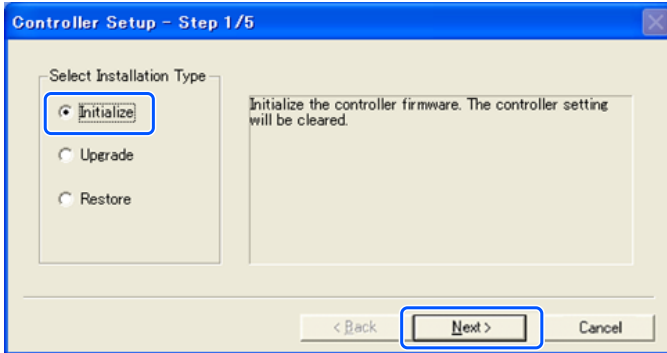 Controller Setup - Step 1/5
Select Installation Type
Initialize
Initialize the controller firmware. The controller setting
will be cleared.
Upgrade
Restore
< Back
Next >
Cancel